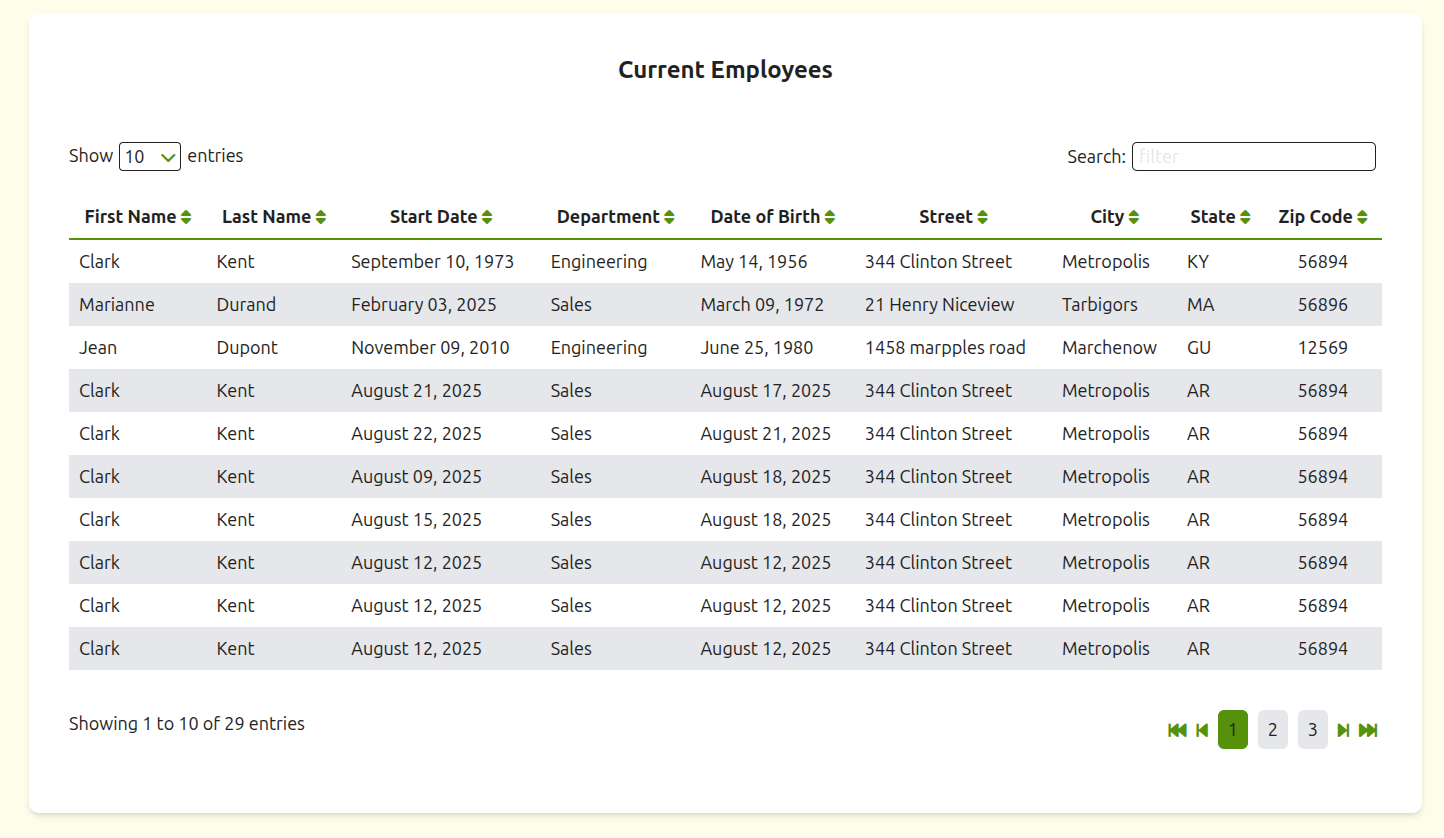 Current Employees
Show 10 entries Search: filter
First Name Last Name Start Date Department Date of Birth Street City State Zip Code
Clark Kent September 10, 1973 Engineering May 14, 1956 344 Clinton Street Metropolis KY 56894
Marianne Durand February 03, 2025 Sales March 09, 1972 21 Henry Niceview Tarbigors MA 56896
Jean Dupont November 09, 2010 Engineering June 25, 1980 1458 marpples road Marchenow GU 12569
Clark Kent August 21, 2025 Sales August 17, 2025 344 Clinton Street Metropolis AR 56894
Clark Kent August 22, 2025 Sales August 21, 2025 344 Clinton Street Metropolis AR 56894
Clark Kent August 09, 2025 Sales August 18, 2025 344 Clinton Street Metropolis AR 56894
Clark Kent August 15, 2025 Sales August 18, 2025 344 Clinton Street Metropolis AR 56894
Clark Kent August 12, 2025 Sales August 12, 2025 344 Clinton Street Metropolis AR 56894
Clark Kent August 12, 2025 Sales August 12, 2025 344 Clinton Street Metropolis AR 56894
Clark Kent August 12, 2025 Sales August 12, 2025 344 Clinton Street Metropolis AR 56894
Showing 1 to 10 of 29 entries 1 2 3